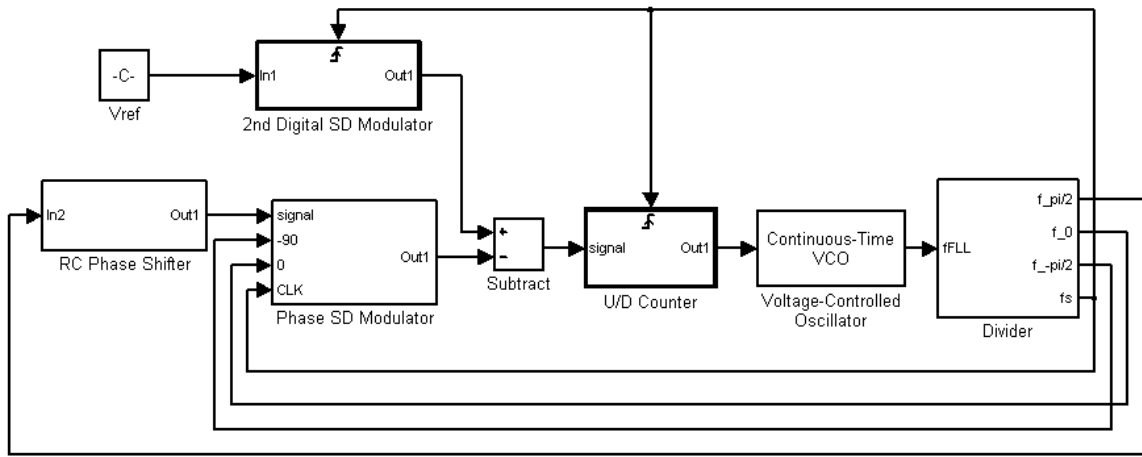 -C-
Vref
In1
Out1
2nd Digital SD Modulator
In2
Out1
RC Phase Shifter
signal
-90
0
CLK
Out1
Phase SD Modulator
+
−
Subtract
signal
Out1
U/D Counter
Continuous-Time
VCO
Voltage-Controlled
Oscillator
fFLL
f_pi/2
f_0
f_-pi/2
fs
Divider